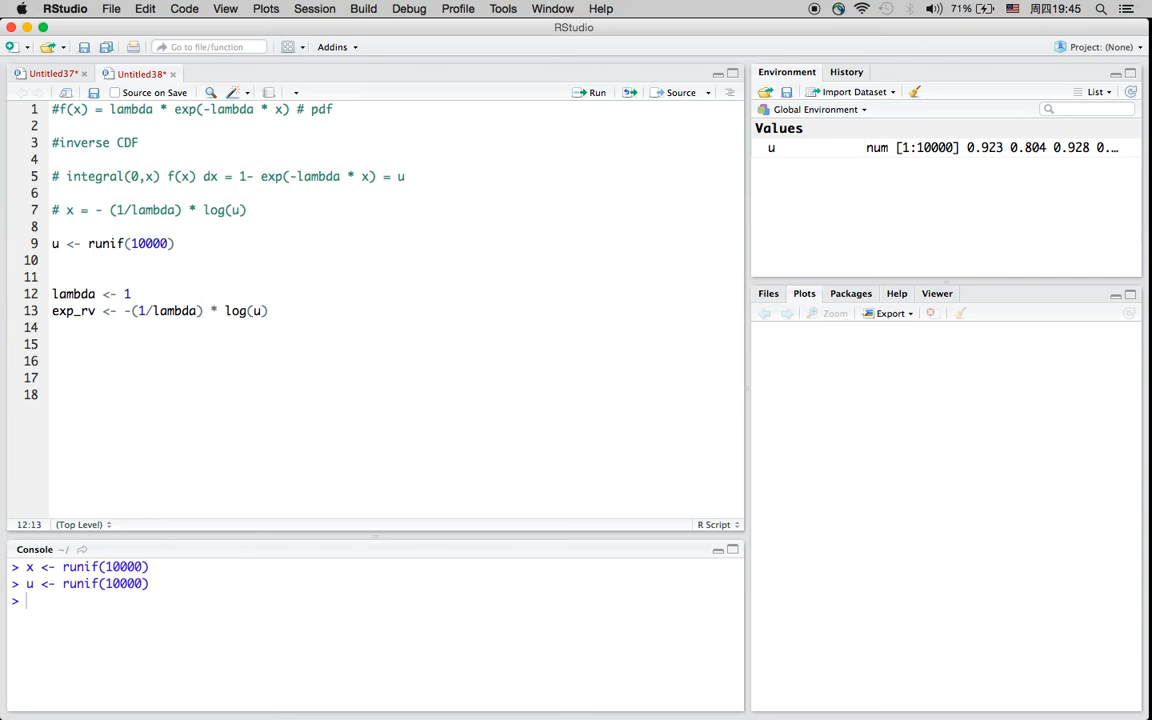 RStudio File Edit Code View Plots Session Build Debug Profile Tools Window Help 71% 周四19:45
RStudio
Go to file/function Addins Project: (None)
Untitled37* × Untitled38* ×
Source on Save Run Source
1 #f(x) = lambda * exp(-lambda * x) # pdf
2
3 #inverse CDF
4
5 # integral(0,x) f(x) dx = 1- exp(-lambda * x) = u
6
7 # x = - (1/lambda) * log(u)
8
9 u <- runif(10000)
10
11
12 lambda <- 1
13 exp_rv <- -(1/lambda) * log(u)
14
15
16
17
18
12:13 (Top Level) R Script
Console ~/
> x <- runif(10000)
> u <- runif(10000)
>
Environment History
Import Dataset List
Global Environment
Values
u num [1:10000] 0.923 0.804 0.928 0.…
Files Plots Packages Help Viewer
Zoom Export